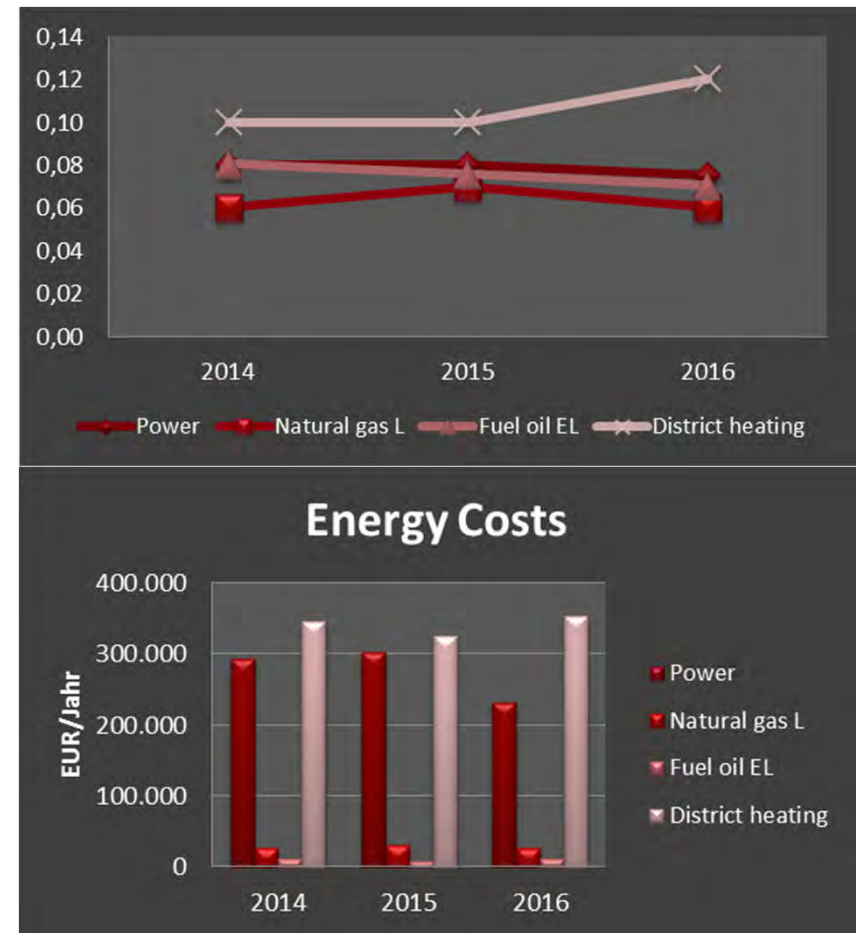 0,14
0,12
0,10
0,08
0,06
0,04
0,02
0,00
2014 2015 2016
Power Natural gas L Fuel oil EL District heating
Energy Costs
400.000
300.000
200.000
100.000
0
EUR/Jahr
2014 2015 2016
Power
Natural gas L
Fuel oil EL
District heating